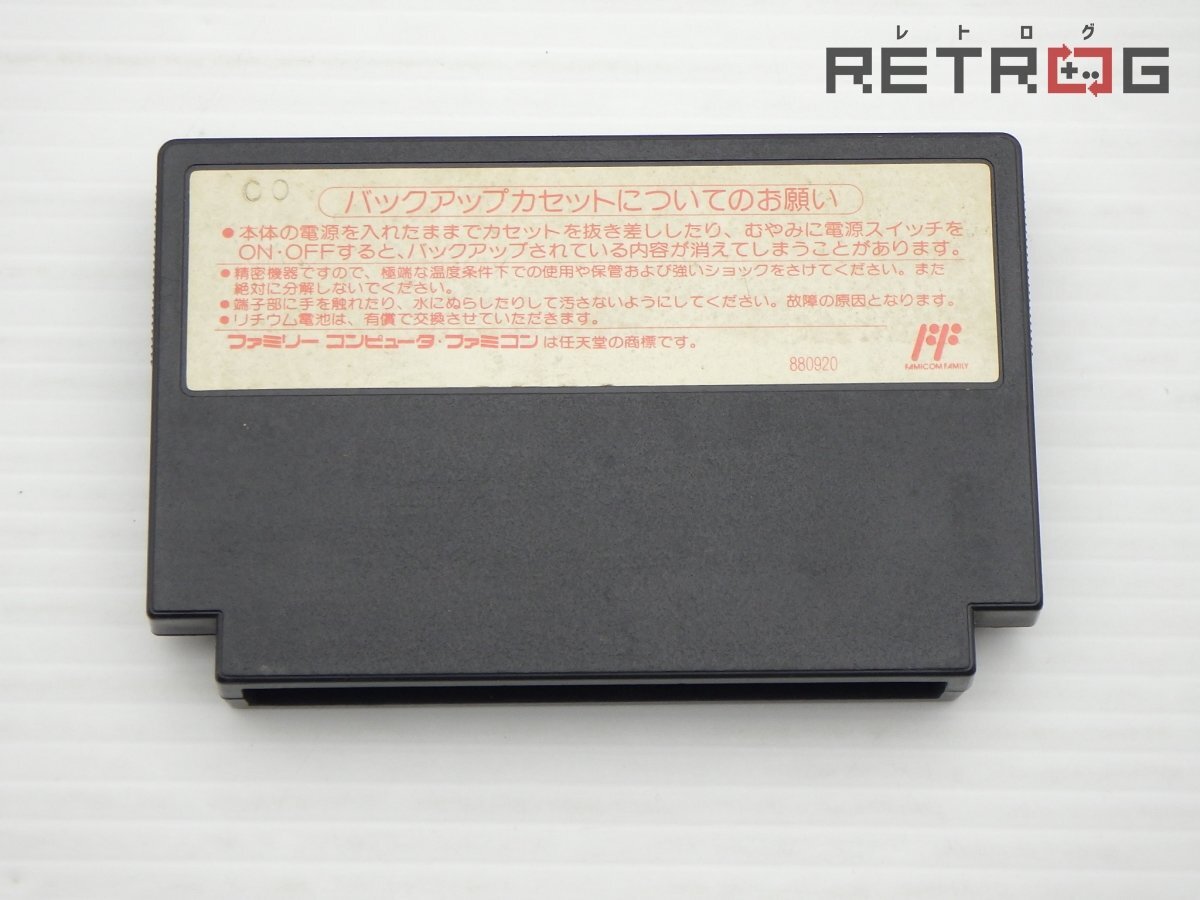 レトログ
RETROG
CO
バックアップカセットについてのお願い
●本体の電源を入れたままでカセットを抜き差ししたり、むやみに電源スイッチを
ON・OFFすると、バックアップされている内容が消えてしまうことがあります。
●精密機器ですので、極端な温度条件下での使用や保管および強いショックをさけてください。また
絶対に分解しないでください。
●端子部に手を触れたり、水にぬらしたりして汚さないようにしてください。故障の原因となります。
●リチウム電池は、有償で交換させていただきます。
ファミリーコンピュータ・ファミコンは任天堂の商標です。
880920
FAMICOM FAMILY